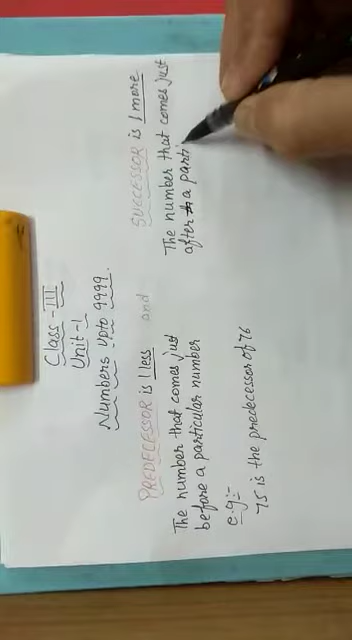 Class - III
Unit - 1
Numbers upto 9999.
PREDECESSOR is 1 less and SUCCESSOR is 1 more
The number that comes just
before a particular number
e.g:-
75 is the predecessor of 76
The number that comes just
after a parti